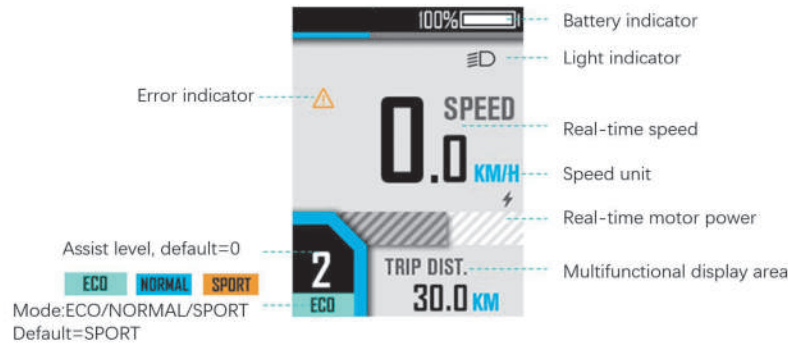 100%
Battery indicator
Light indicator
Error indicator
SPEED
0.0 KM/H
Real-time speed
Speed unit
Real-time motor power
Assist level, default=0
ECO NORMAL SPORT
Mode:ECO/NORMAL/SPORT
Default=SPORT
2
ECO
TRIP DIST.
30.0 KM
Multifunctional display area